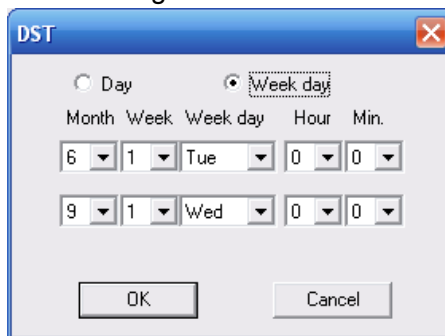 DST
Day Week day
Month Week Week day Hour Min.
6 1 Tue 0 0
9 1 Wed 0 0
OK Cancel